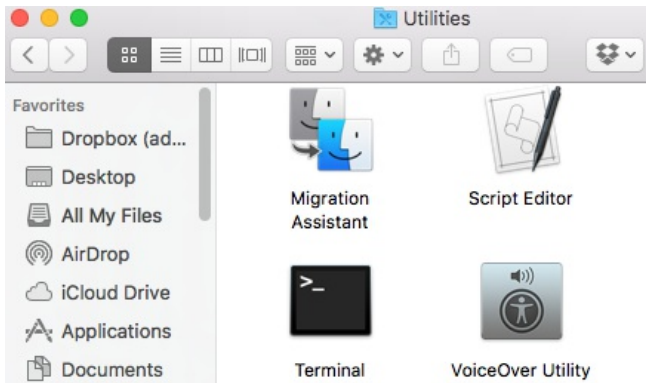 Utilities
Favorites
Dropbox (ad...
Desktop
All My Files
AirDrop
iCloud Drive
Applications
Documents
Migration
Assistant
Script Editor
>_
Terminal
VoiceOver Utility